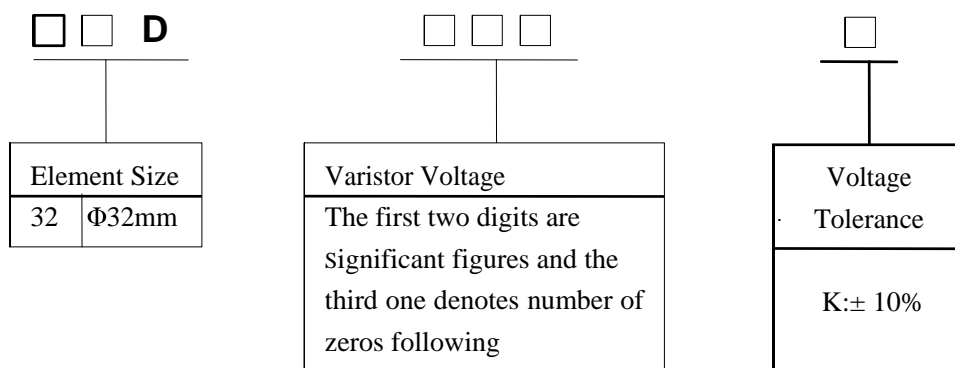 □ □ D
□ □ □
□
Element Size
32 Φ32mm
Varistor Voltage
The first two digits are
Significant figures and the
third one denotes number of
zeros following
Voltage
Tolerance
K:± 10%